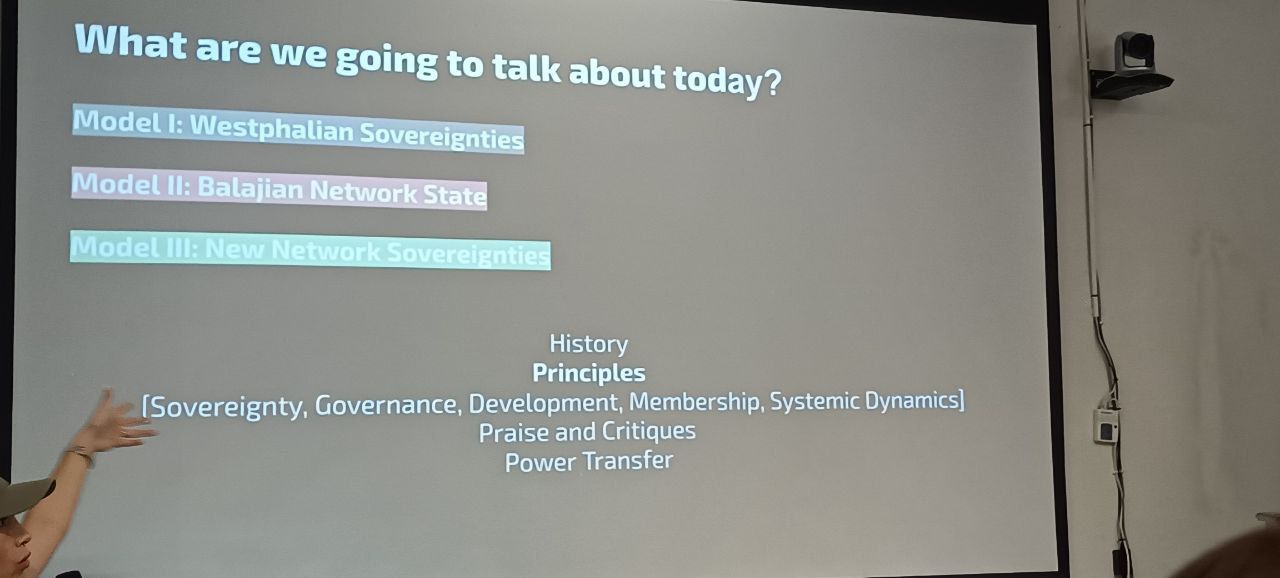 What are we going to talk about today?
Model I: Westphalian Sovereignties
Model II: Balajian Network State
Model III: New Network Sovereignties
History
Principles
[Sovereignty, Governance, Development, Membership, Systemic Dynamics]
Praise and Critiques
Power Transfer